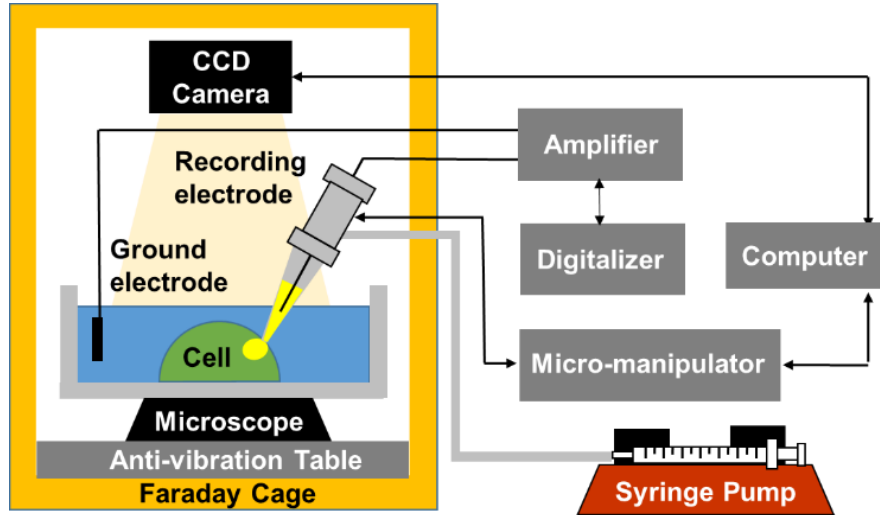 CCD
Camera
Recording
electrode
Amplifier
Ground
electrode
Digitalizer
Computer
Cell
Micro-manipulator
Microscope
Anti-vibration Table
Faraday Cage
Syringe Pump